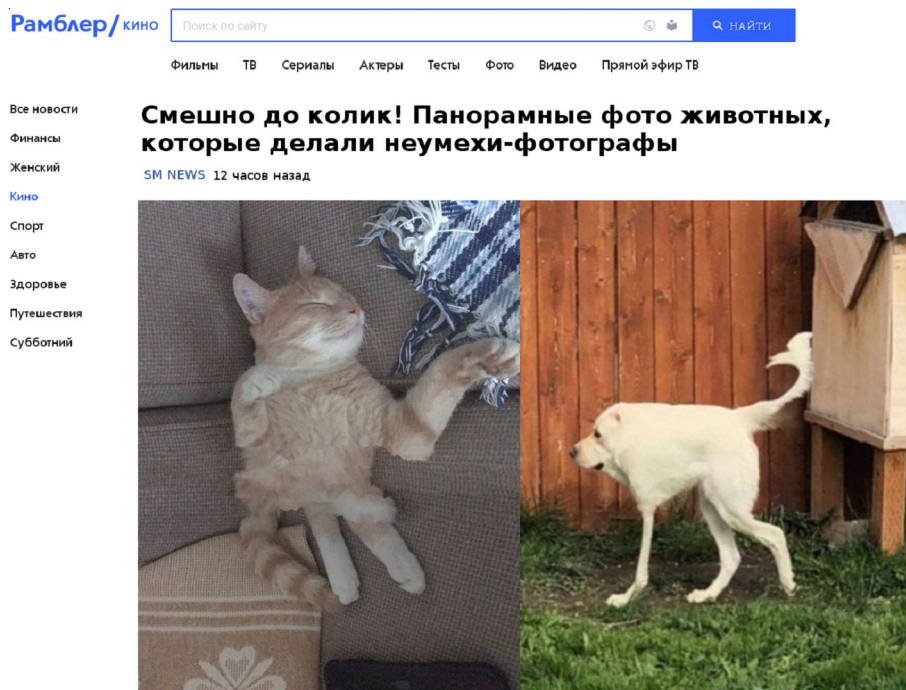 Рамблер/кино
Поиск по сайту
НАЙТИ
Фильмы ТВ Сериалы Актеры Тесты Фото Видео Прямой эфир ТВ
Все новости
Финансы
Женский
Кино
Спорт
Авто
Здоровье
Путешествия
Субботний
Смешно до колик! Панорамные фото животных,
которые делали неумехи-фотографы
SM NEWS 12 часов назад